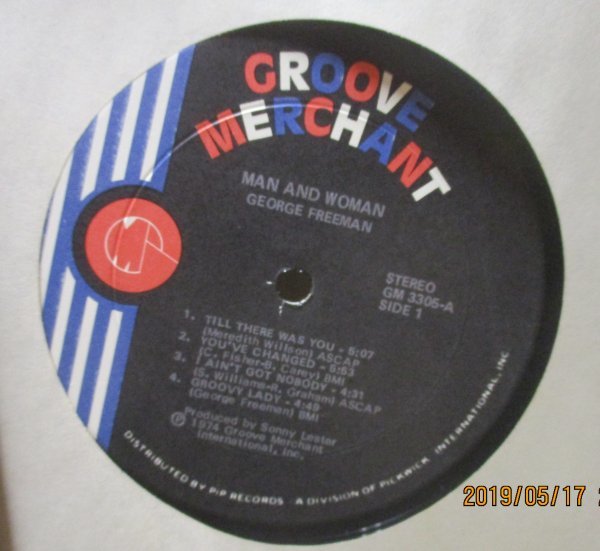 GROOVE
MERCHANT
MAN AND WOMAN
GEORGE FREEMAN
STEREO
GM 3305-A
SIDE 1
1. TILL THERE WAS YOU - 5:07
(Meredith Willson) ASCAP
2. YOU'VE CHANGED - 6:53
(C. Fisher-B. Carey) BMI
3. I AIN'T GOT NOBODY - 4:31
(S. Williams-R. Graham) ASCAP
4. GROOVY LADY - 4:49
(George Freeman) BMI
Produced by Sonny Lester
℗ 1974 Groove Merchant
International, Inc.
DISTRIBUTED BY PIP RECORDS - A DIVISION OF PICKWICK INTERNATIONAL, INC
2019/05/17